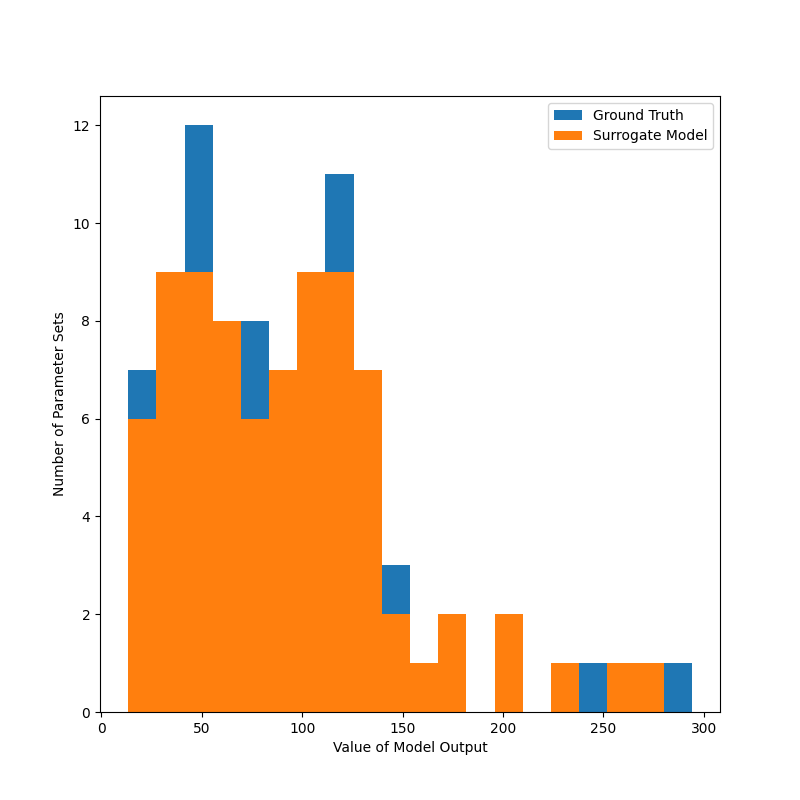 Ground Truth
Surrogate Model
12
10
8
6
4
2
0
Number of Parameter Sets
0 50 100 150 200 250 300
Value of Model Output